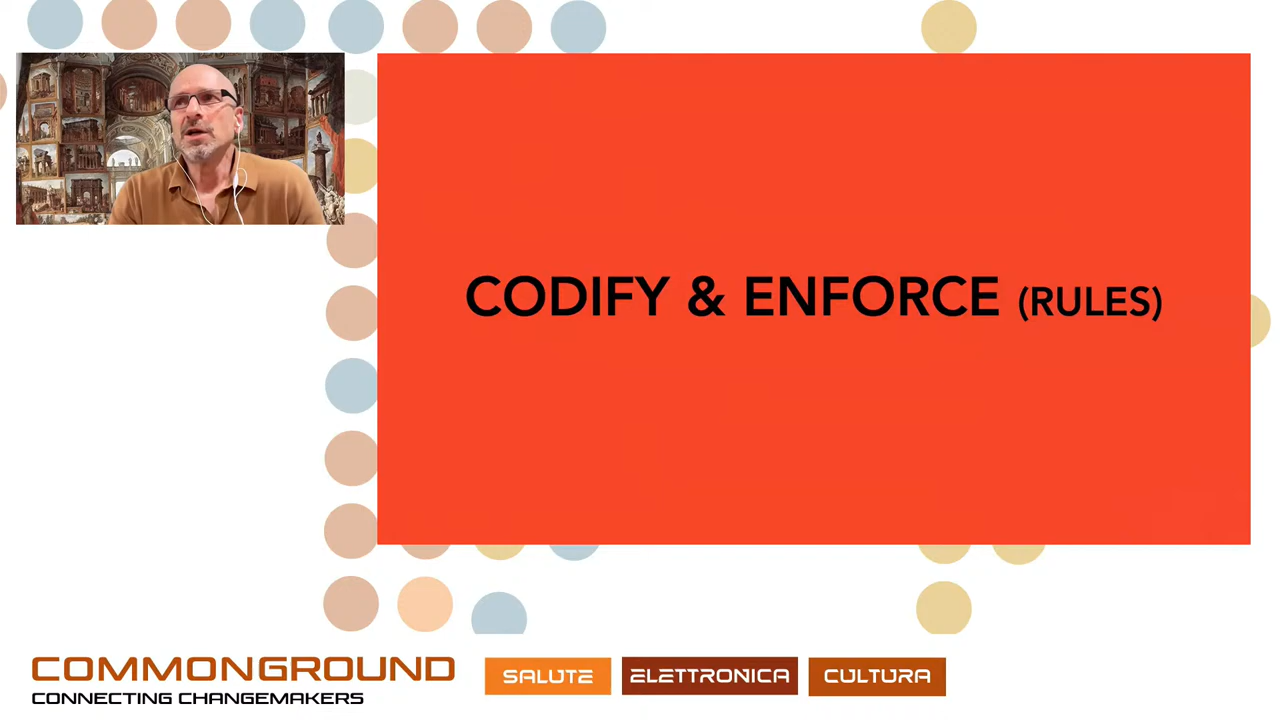 CODIFY & ENFORCE (RULES)
COMMONGROUND
CONNECTING CHANGEMAKERS
SALUTE
ELETTRONICA
CULTURA